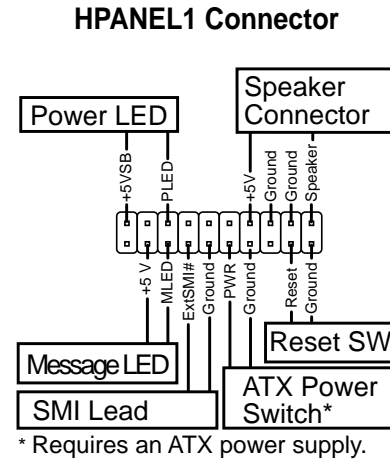 HPANEL1 Connector
Speaker
Connector
Power LED
+5VSB
PLED
+5V
Ground
Ground
Speaker
+5 V
MLED
ExtSMI#
Ground
PWR
Ground
Reset
Ground
Reset SW
Message LED
ATX Power
Switch*
SMI Lead
* Requires an ATX power supply.